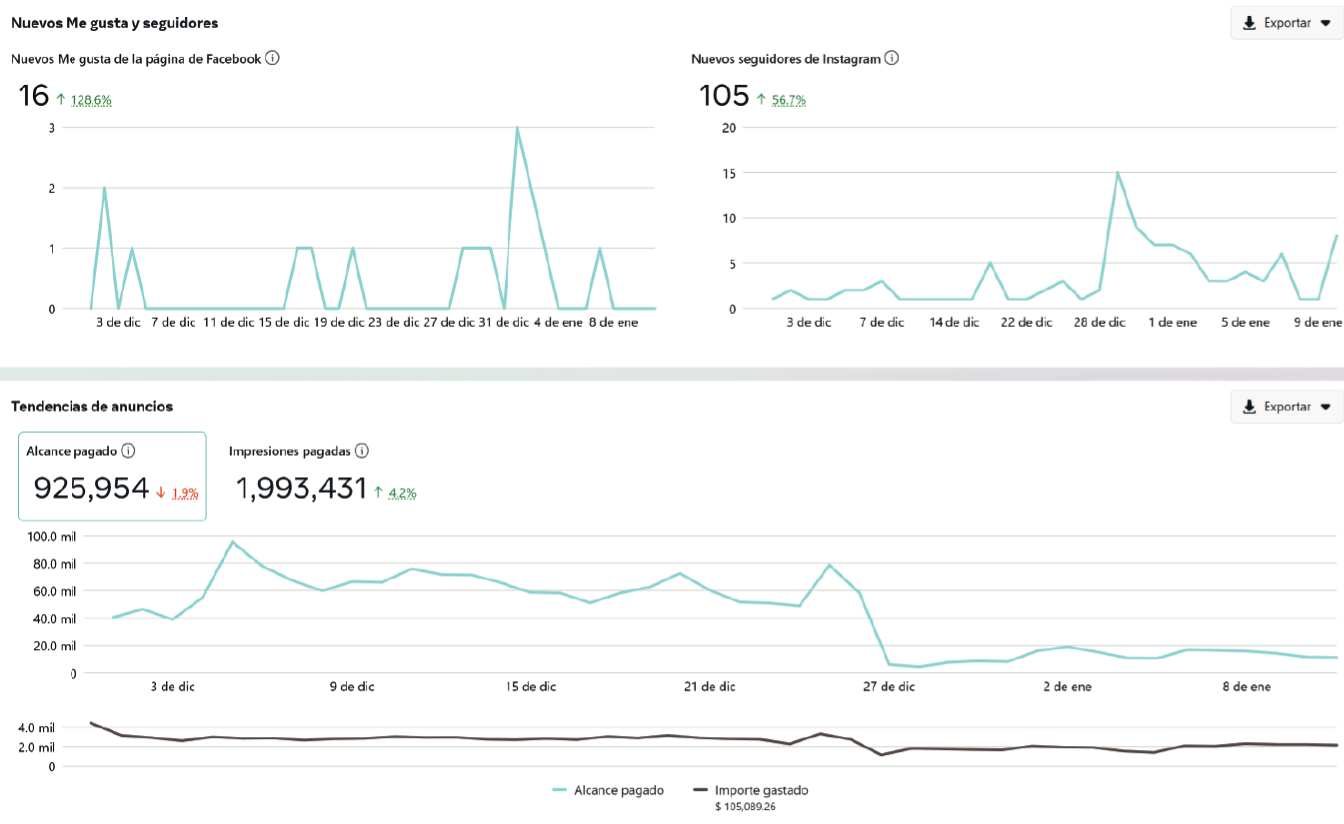 Nuevos Me gusta y seguidores
Exportar
Nuevos Me gusta de la página de Facebook
16 ↑ 128.6%
3
2
1
0
3 de dic 7 de dic 11 de dic 15 de dic 19 de dic 23 de dic 27 de dic 31 de dic 4 de ene 8 de ene
Nuevos seguidores de Instagram
105 ↑ 56.7%
20
15
10
5
0
3 de dic 7 de dic 14 de dic 22 de dic 28 de dic 1 de ene 5 de ene 9 de ene
Tendencias de anuncios
Exportar
Alcance pagado
925,954 ↓ 1.9%
Impresiones pagadas
1,993,431 ↑ 4.2%
100.0 mil
80.0 mil
60.0 mil
40.0 mil
20.0 mil
0
3 de dic 9 de dic 15 de dic 21 de dic 27 de dic 2 de ene 8 de ene
4.0 mil
2.0 mil
0
Alcance pagado
Importe gastado
$ 105,089.26